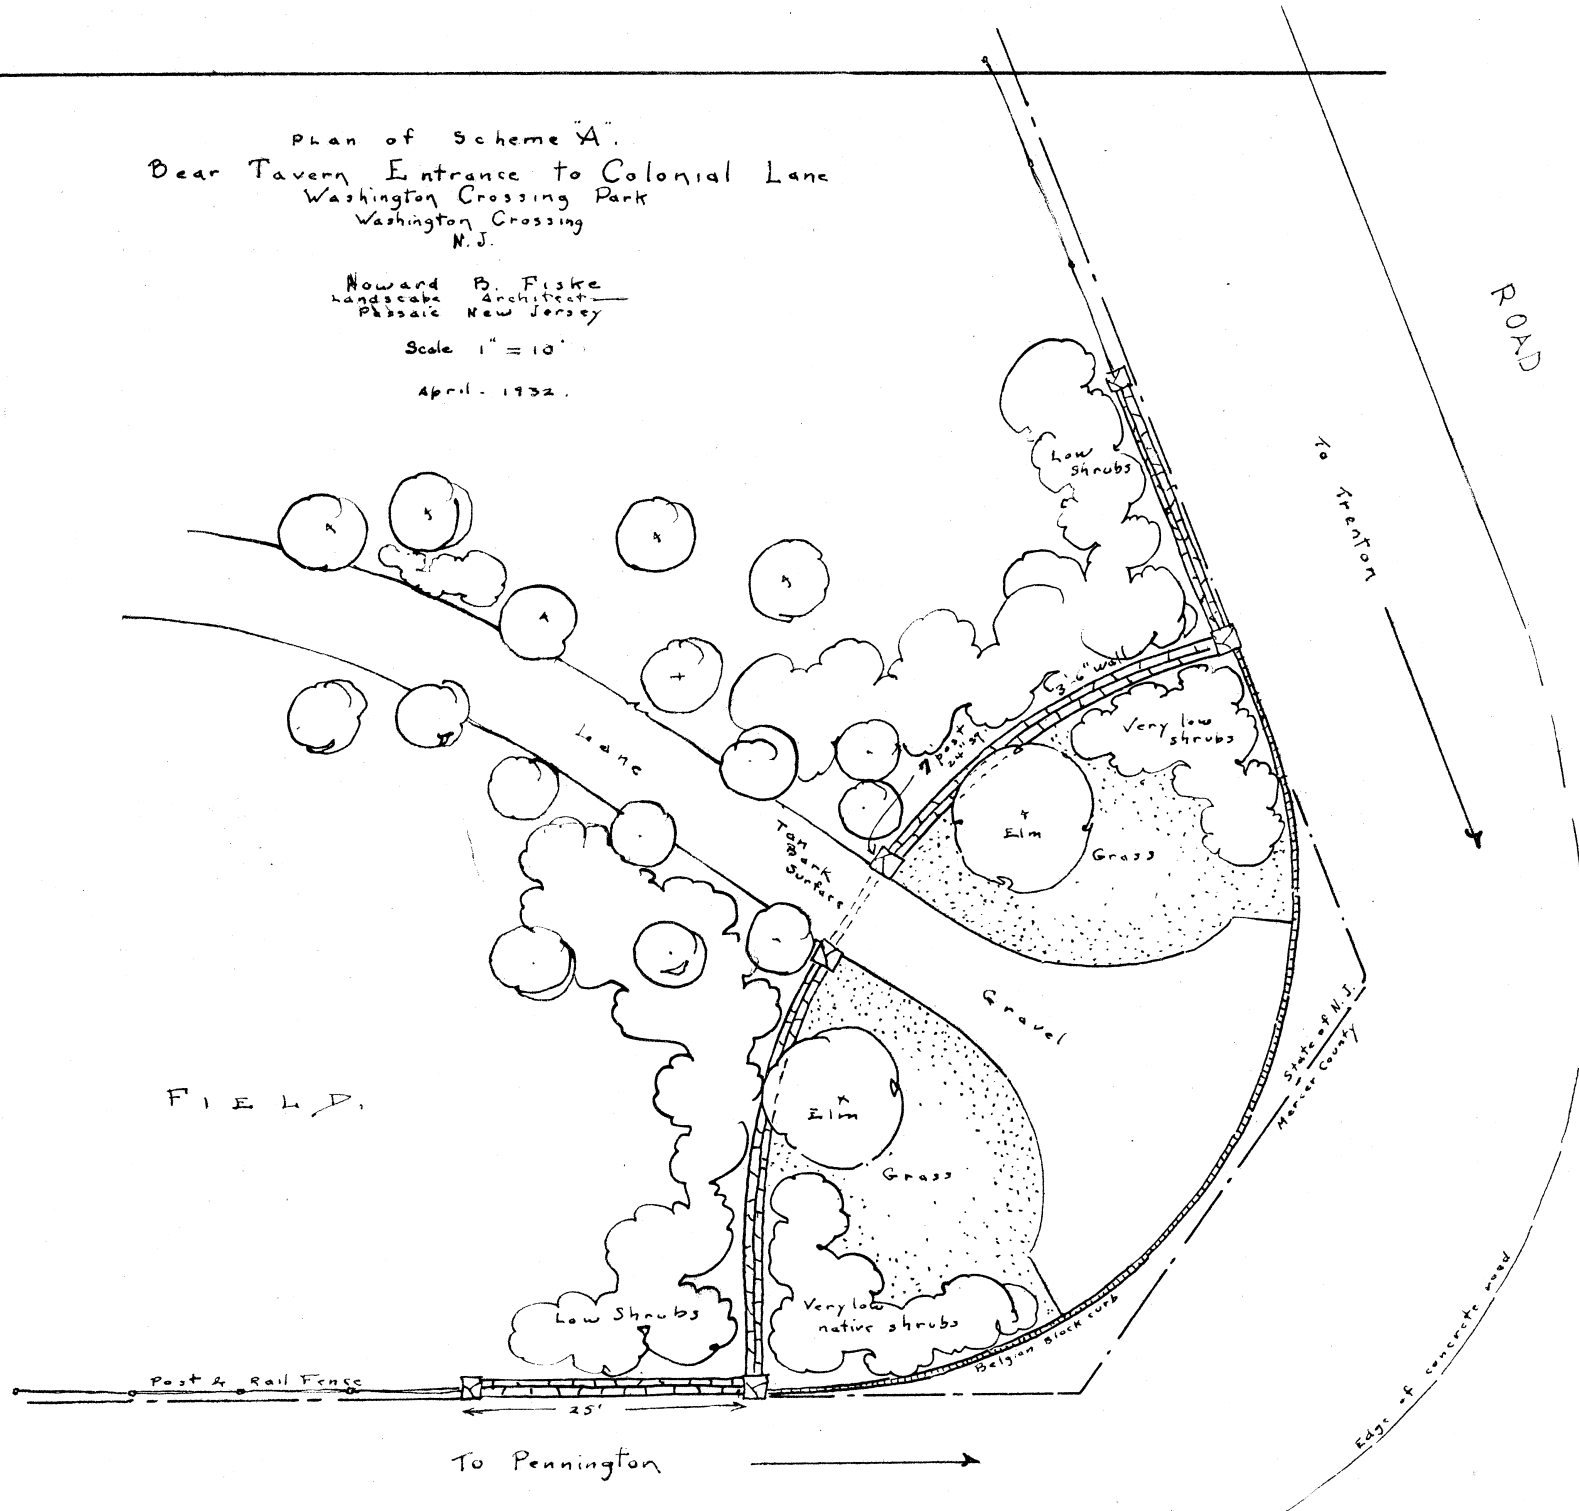 Plan of Scheme "A".
Bear Tavern Entrance to Colonial Lane
Washington Crossing Park
Washington Crossing
N.J.
Howard B. Fiske
Landscape Architect
Passaic New Jersey
Scale 1" = 10'
April - 1932.
ROAD
To Trenton
Low
shrubs
3'-6" wall
Very low
shrubs
7' post
24" sq.
Elm
Grass
Lane
Tan
Bark
Surface
Gravel
State of N.J.
Mercer County
FIELD.
Elm
Grass
Low Shrubs
Very low
native shrubs
Belgian Block curb
Edge of concrete road
Post & Rail Fence
25'
To Pennington